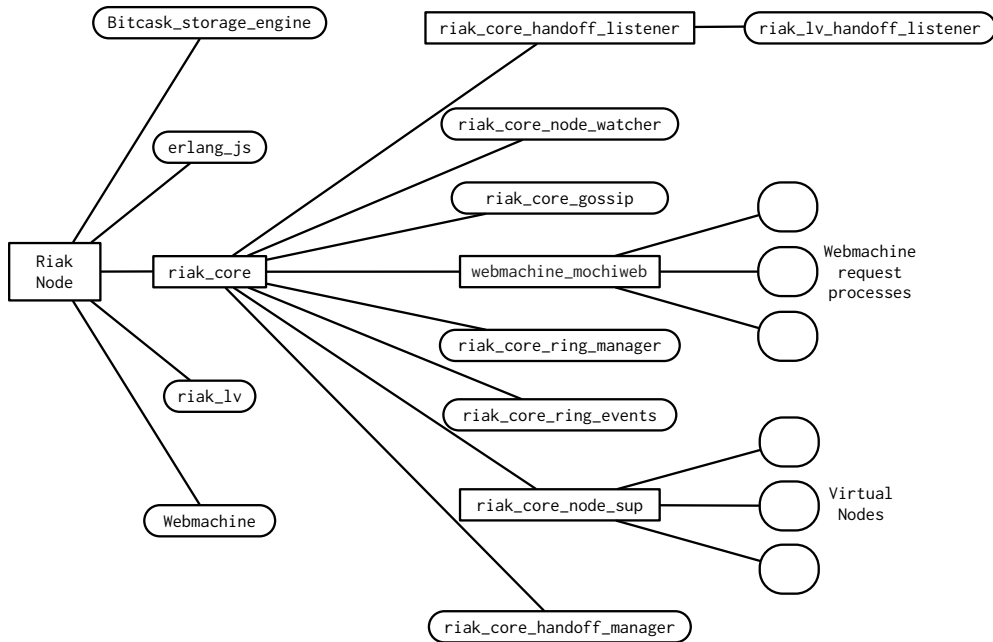 Bitcask_storage_engine
riak_core_handoff_listener
riak_lv_handoff_listener
riak_core_node_watcher
erlang_js
riak_core_gossip
Riak
Node
riak_core
webmachine_mochiweb
Webmachine
request
processes
riak_core_ring_manager
riak_lv
riak_core_ring_events
riak_core_node_sup
Virtual
Nodes
Webmachine
riak_core_handoff_manager